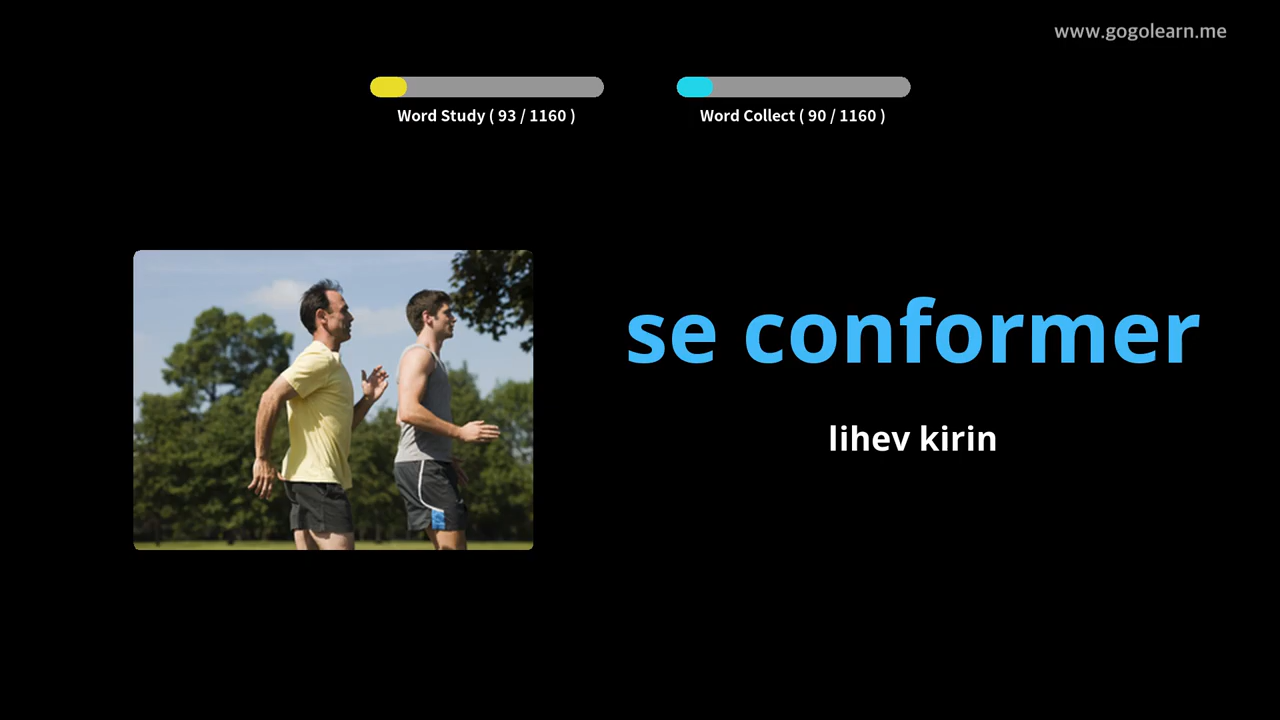 www.gogolearn.me
Word Study ( 93 / 1160 )
Word Collect ( 90 / 1160 )
se conformer
lihev kirin